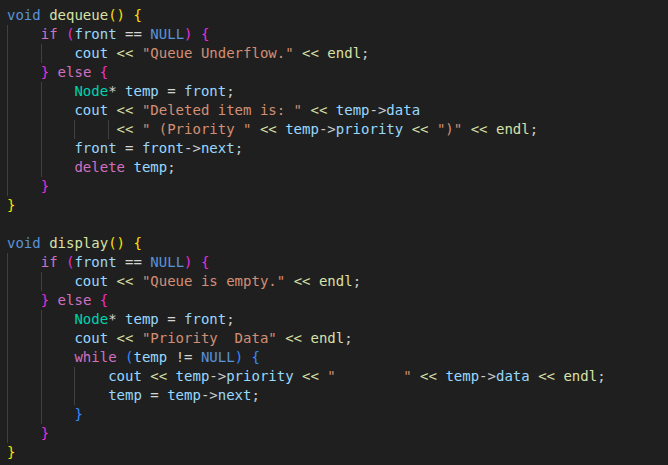 void dequeue() {
    if (front == NULL) {
        cout << "Queue Underflow." << endl;
    } else {
        Node* temp = front;
        cout << "Deleted item is: " << temp->data
             << " (Priority " << temp->priority << ")" << endl;
        front = front->next;
        delete temp;
    }
}

void display() {
    if (front == NULL) {
        cout << "Queue is empty." << endl;
    } else {
        Node* temp = front;
        cout << "Priority  Data" << endl;
        while (temp != NULL) {
            cout << temp->priority << "        " << temp->data << endl;
            temp = temp->next;
        }
    }
}